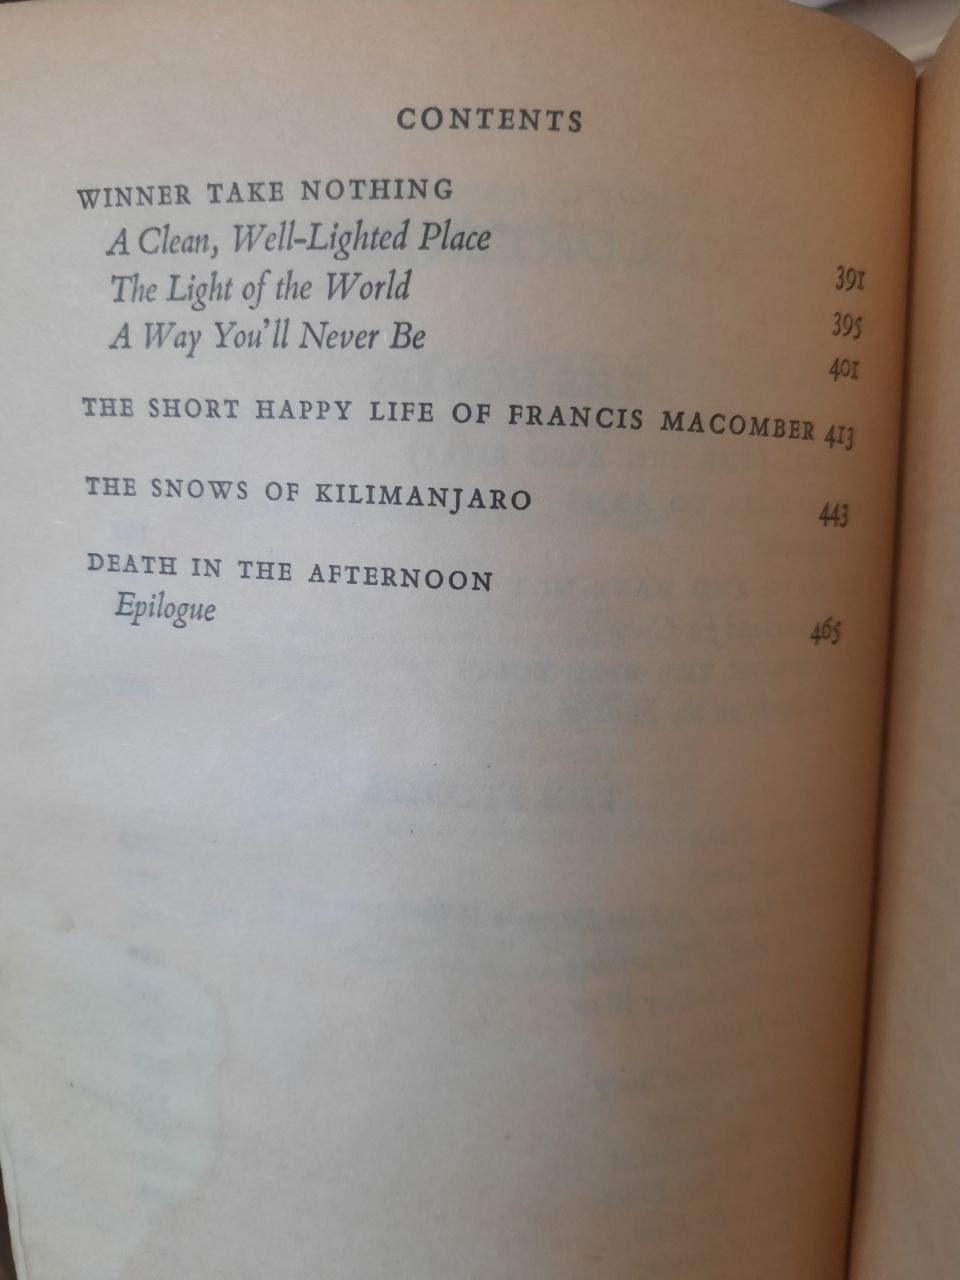 CONTENTS
WINNER TAKE NOTHING
A Clean, Well-Lighted Place 391
The Light of the World 395
A Way You'll Never Be 401
THE SHORT HAPPY LIFE OF FRANCIS MACOMBER 413
THE SNOWS OF KILIMANJARO 443
DEATH IN THE AFTERNOON
Epilogue 465